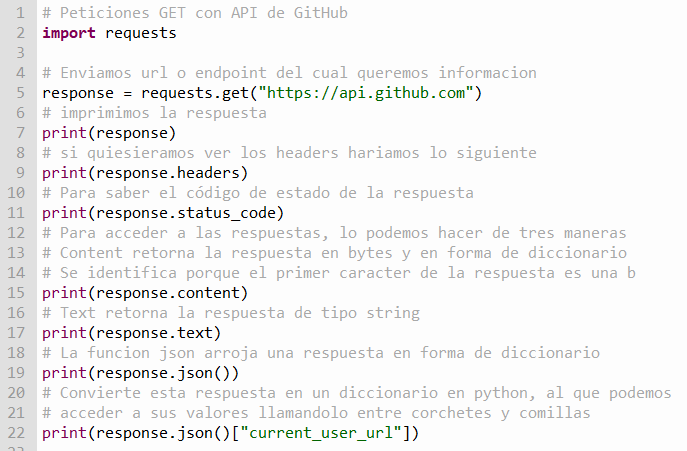 1 # Peticiones GET con API de GitHub
2 import requests
3
4 # Enviamos url o endpoint del cual queremos informacion
5 response = requests.get("https://api.github.com")
6 # imprimimos la respuesta
7 print(response)
8 # si quiesieramos ver los headers hariamos lo siguiente
9 print(response.headers)
10 # Para saber el código de estado de la respuesta
11 print(response.status_code)
12 # Para acceder a las respuestas, lo podemos hacer de tres maneras
13 # Content retorna la respuesta en bytes y en forma de diccionario
14 # Se identifica porque el primer caracter de la respuesta es una b
15 print(response.content)
16 # Text retorna la respuesta de tipo string
17 print(response.text)
18 # La funcion json arroja una respuesta en forma de diccionario
19 print(response.json())
20 # Convierte esta respuesta en un diccionario en python, al que podemos
21 # acceder a sus valores llamandolo entre corchetes y comillas
22 print(response.json()["current_user_url"])